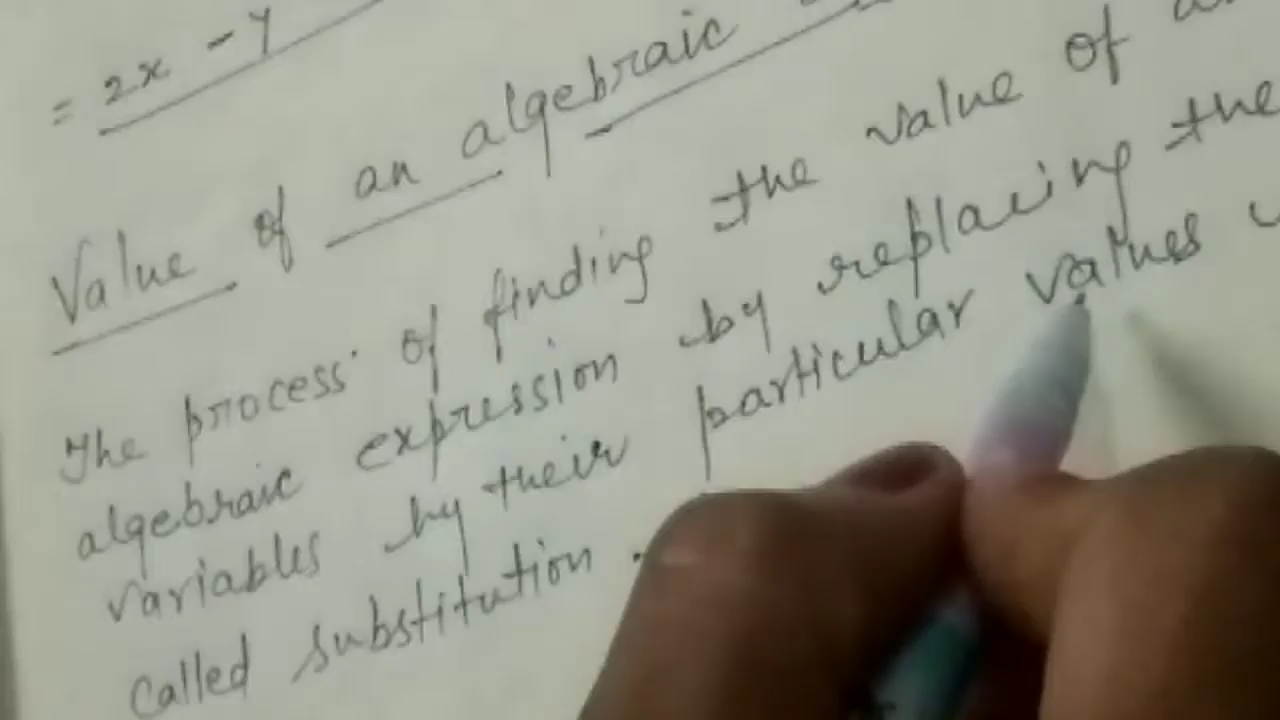 = 2x - y
Value of an algebraic
The process of finding the value of
algebraic expression by replacing the
variables by their particular values
called substitution.